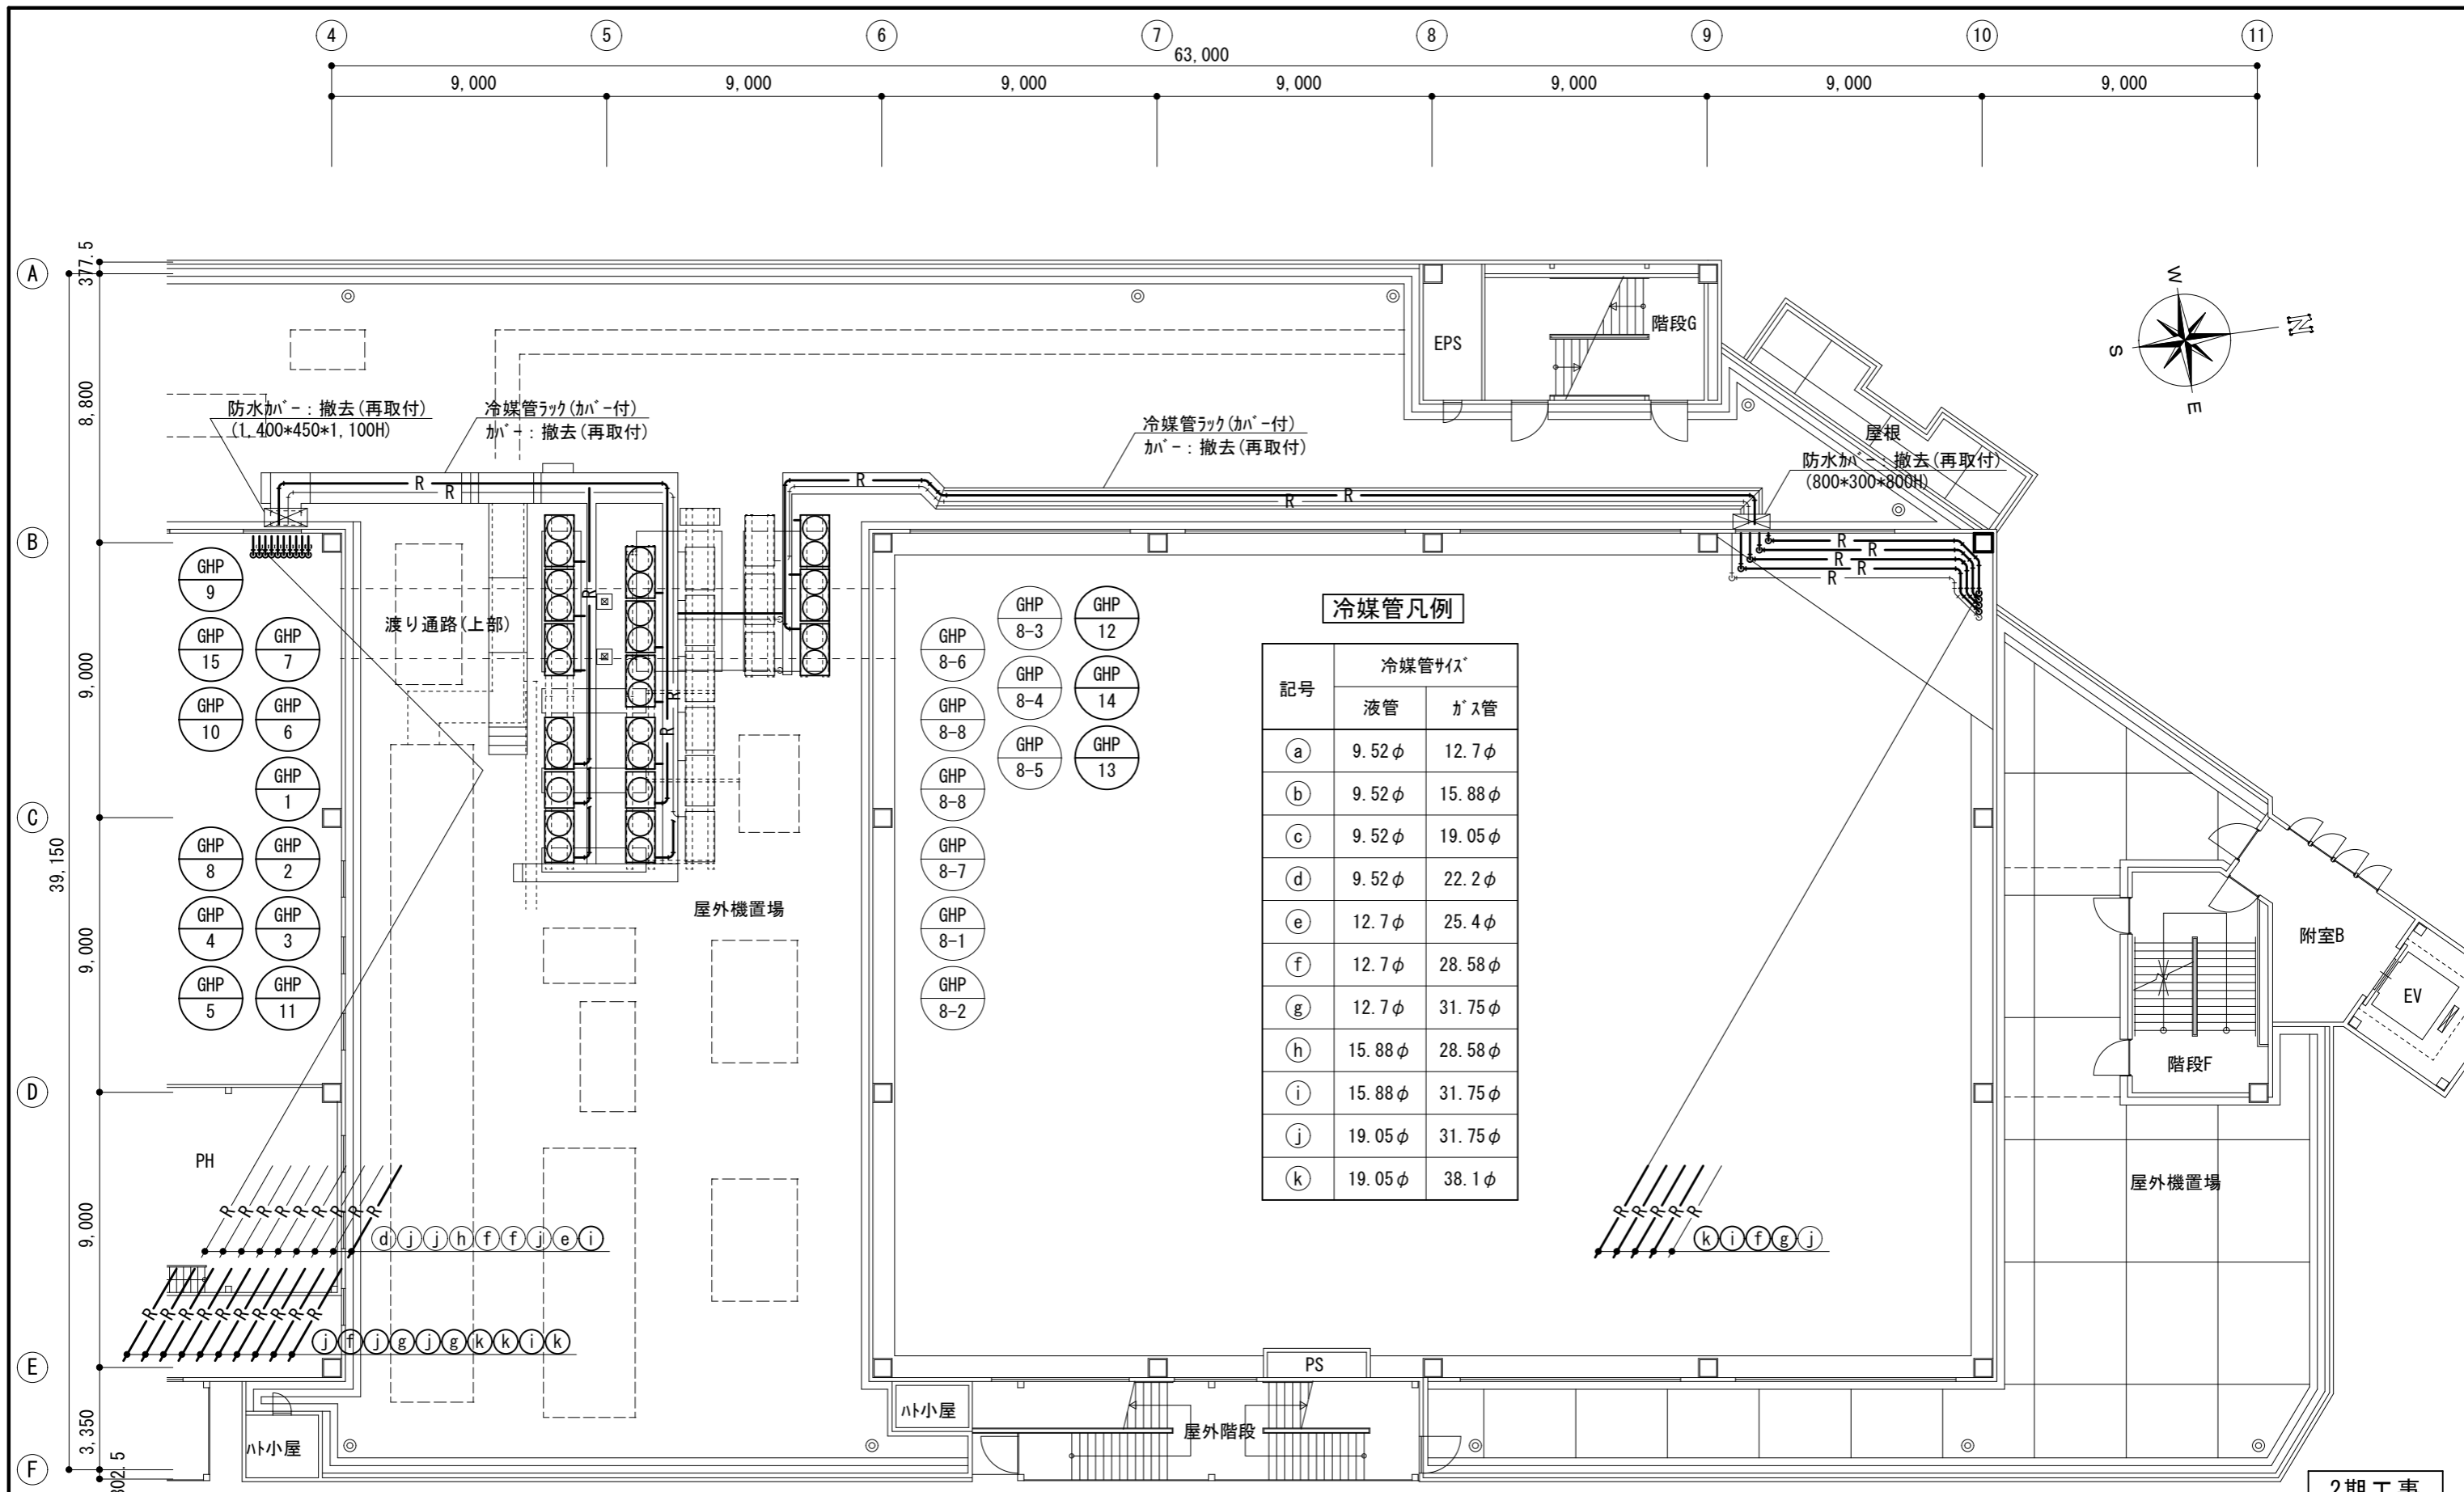 4 5 6 7 8 9 10 11
63,000
9,000 9,000 9,000 9,000 9,000 9,000 9,000
A
B
C
D
E
F
377.5
8,800
9,000
9,000
9,000
3,350
39,150
防水ｶﾊﾞｰ：撤去(再取付)
(1,400*450*1,100H)
冷媒管ﾗｯｸ(ｶﾊﾞｰ付)
ｶﾊﾞｰ：撤去(再取付)
冷媒管ﾗｯｸ(ｶﾊﾞｰ付)
ｶﾊﾞｰ：撤去(再取付)
防水ｶﾊﾞｰ：撤去(再取付)
(800*300*800H)
EPS
階段G
屋根
W
N
S
E
R R R R R
R R R R R
R R R
GHP
9
GHP
15
GHP
7
GHP
10
GHP
6
GHP
1
GHP
8
GHP
2
GHP
4
GHP
3
GHP
5
GHP
11
渡り通路(上部)
屋外機置場
GHP
8-3
GHP
12
GHP
8-6
GHP
8-4
GHP
14
GHP
8-8
GHP
8-5
GHP
13
GHP
8-8
GHP
8-7
GHP
8-1
GHP
8-2
冷媒管凡例
記号 冷媒管ｻｲｽﾞ
液管 ｶﾞｽ管
a 9.52φ 12.7φ
b 9.52φ 15.88φ
c 9.52φ 19.05φ
d 9.52φ 22.2φ
e 12.7φ 25.4φ
f 12.7φ 28.58φ
g 12.7φ 31.75φ
h 15.88φ 28.58φ
i 15.88φ 31.75φ
j 19.05φ 31.75φ
k 19.05φ 38.1φ
附室B
EV
階段F
屋外機置場
PH
R R R R R R R R R
d j j h f f j e i
R R R R R R R R R R
j f j g j g k k i k
R R R R R
k i f g j
PS
ﾊﾄ小屋
ﾊﾄ小屋
屋外階段
2期工事